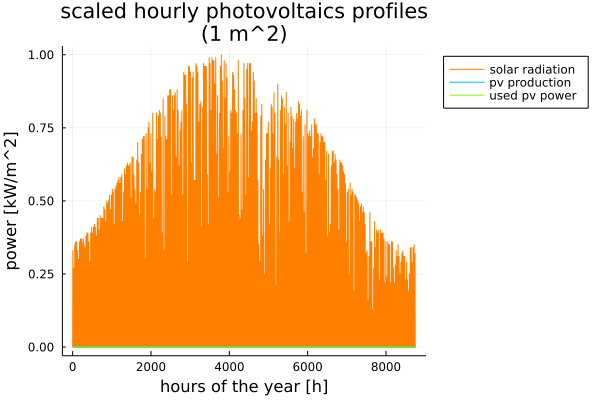 scaled hourly photovoltaics profiles
(1 m^2)
solar radiation
pv production
used pv power
power [kW/m^2]
1.00
0.75
0.50
0.25
0.00
0
2000
4000
6000
8000
hours of the year [h]